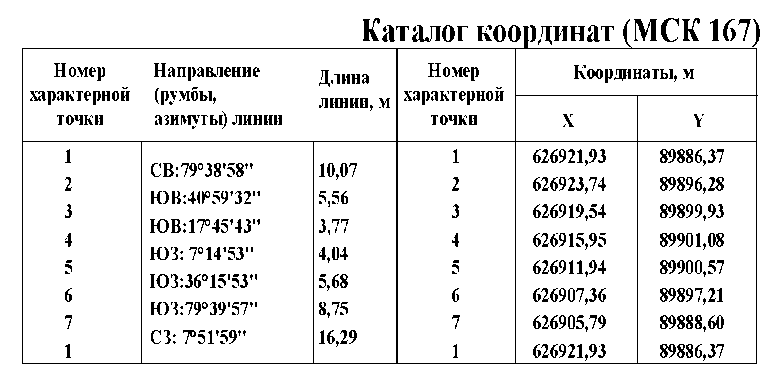 Каталог координат (МСК 167)
Номер характерной точки | Направление (румбы, азимуты) линии | Длина линии, м | Номер характерной точки | Координаты, м
X | Y
1 | 1 | 626921,93 | 89886,37
СВ:79°38'58" | 10,07
2 | 2 | 626923,74 | 89896,28
ЮВ:40°59'32" | 5,56
3 | 3 | 626919,54 | 89899,93
ЮВ:17°45'43" | 3,77
4 | 4 | 626915,95 | 89901,08
ЮЗ: 7°14'53" | 4,04
5 | 5 | 626911,94 | 89900,57
ЮЗ:36°15'53" | 5,68
6 | 6 | 626907,36 | 89897,21
ЮЗ:79°39'57" | 8,75
7 | 7 | 626905,79 | 89888,60
СЗ: 7°51'59" | 16,29
1 | 1 | 626921,93 | 89886,37